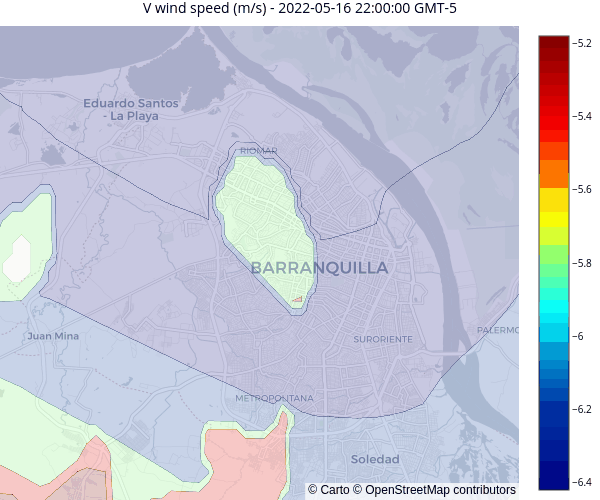 V wind speed (m/s) - 2022-05-16 22:00:00 GMT-5
Eduardo Santos
- La Playa
RIOMAR
BARRANQUILLA
Juan Mina
SURORIENTE
PALERMO
METROPOLITANA
Soledad
© Carto © OpenStreetMap contributors
−5.2
−5.4
−5.6
−5.8
−6
−6.2
−6.4